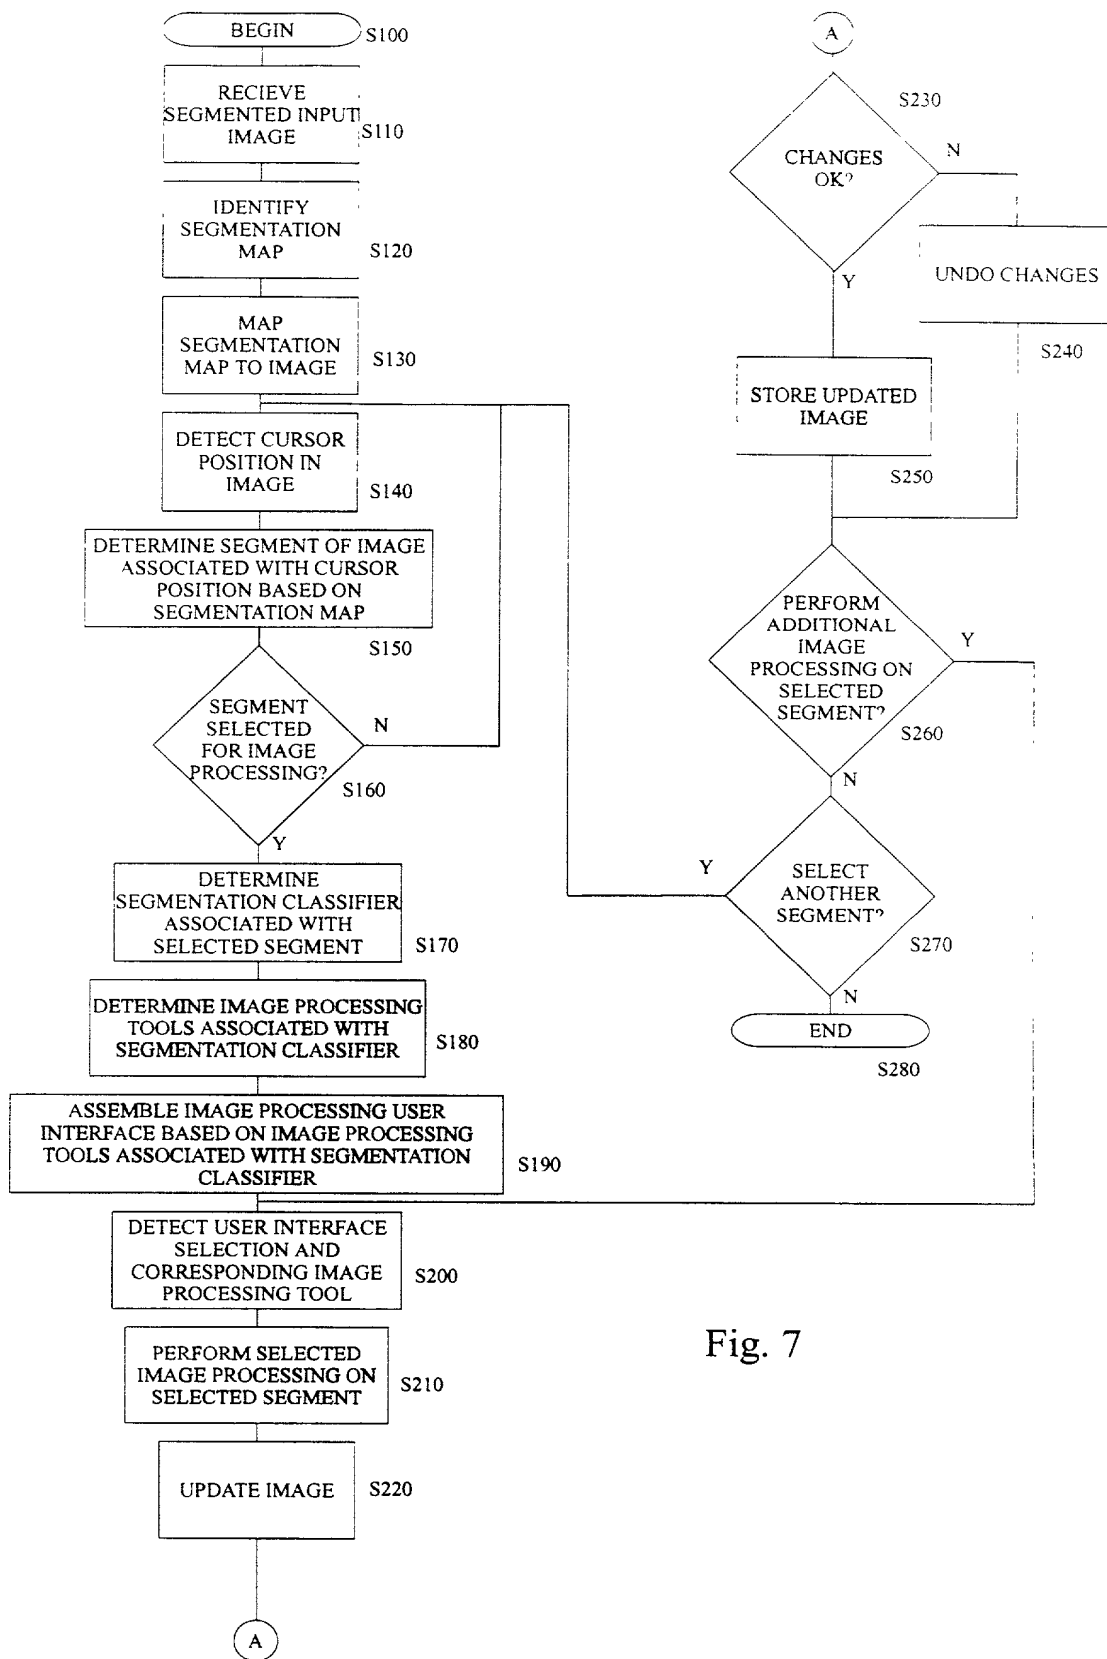 BEGIN
S100
RECIEVE
SEGMENTED INPUT
IMAGE
S110
IDENTIFY
SEGMENTATION
MAP
S120
MAP
SEGMENTATION
MAP TO IMAGE
S130
DETECT CURSOR
POSITION IN
IMAGE
S140
DETERMINE SEGMENT OF IMAGE
ASSOCIATED WITH CURSOR
POSITION BASED ON
SEGMENTATION MAP
S150
SEGMENT
SELECTED
FOR IMAGE
PROCESSING?
N
S160
Y
DETERMINE
SEGMENTATION CLASSIFIER
ASSOCIATED WITH
SELECTED SEGMENT
S170
DETERMINE IMAGE PROCESSING
TOOLS ASSOCIATED WITH
SEGMENTATION CLASSIFIER
S180
ASSEMBLE IMAGE PROCESSING USER
INTERFACE BASED ON IMAGE PROCESSING
TOOLS ASSOCIATED WITH SEGMENTATION
CLASSIFIER
S190
DETECT USER INTERFACE
SELECTION AND
CORRESPONDING IMAGE
PROCESSING TOOL
S200
PERFORM SELECTED
IMAGE PROCESSING ON
SELECTED SEGMENT
S210
UPDATE IMAGE
S220
A
A
S230
CHANGES
OK?
N
Y
UNDO CHANGES
S240
STORE UPDATED
IMAGE
S250
PERFORM
ADDITIONAL
IMAGE
PROCESSING ON
SELECTED
SEGMENT?
Y
S260
N
SELECT
ANOTHER
SEGMENT?
Y
S270
N
END
S280
Fig. 7